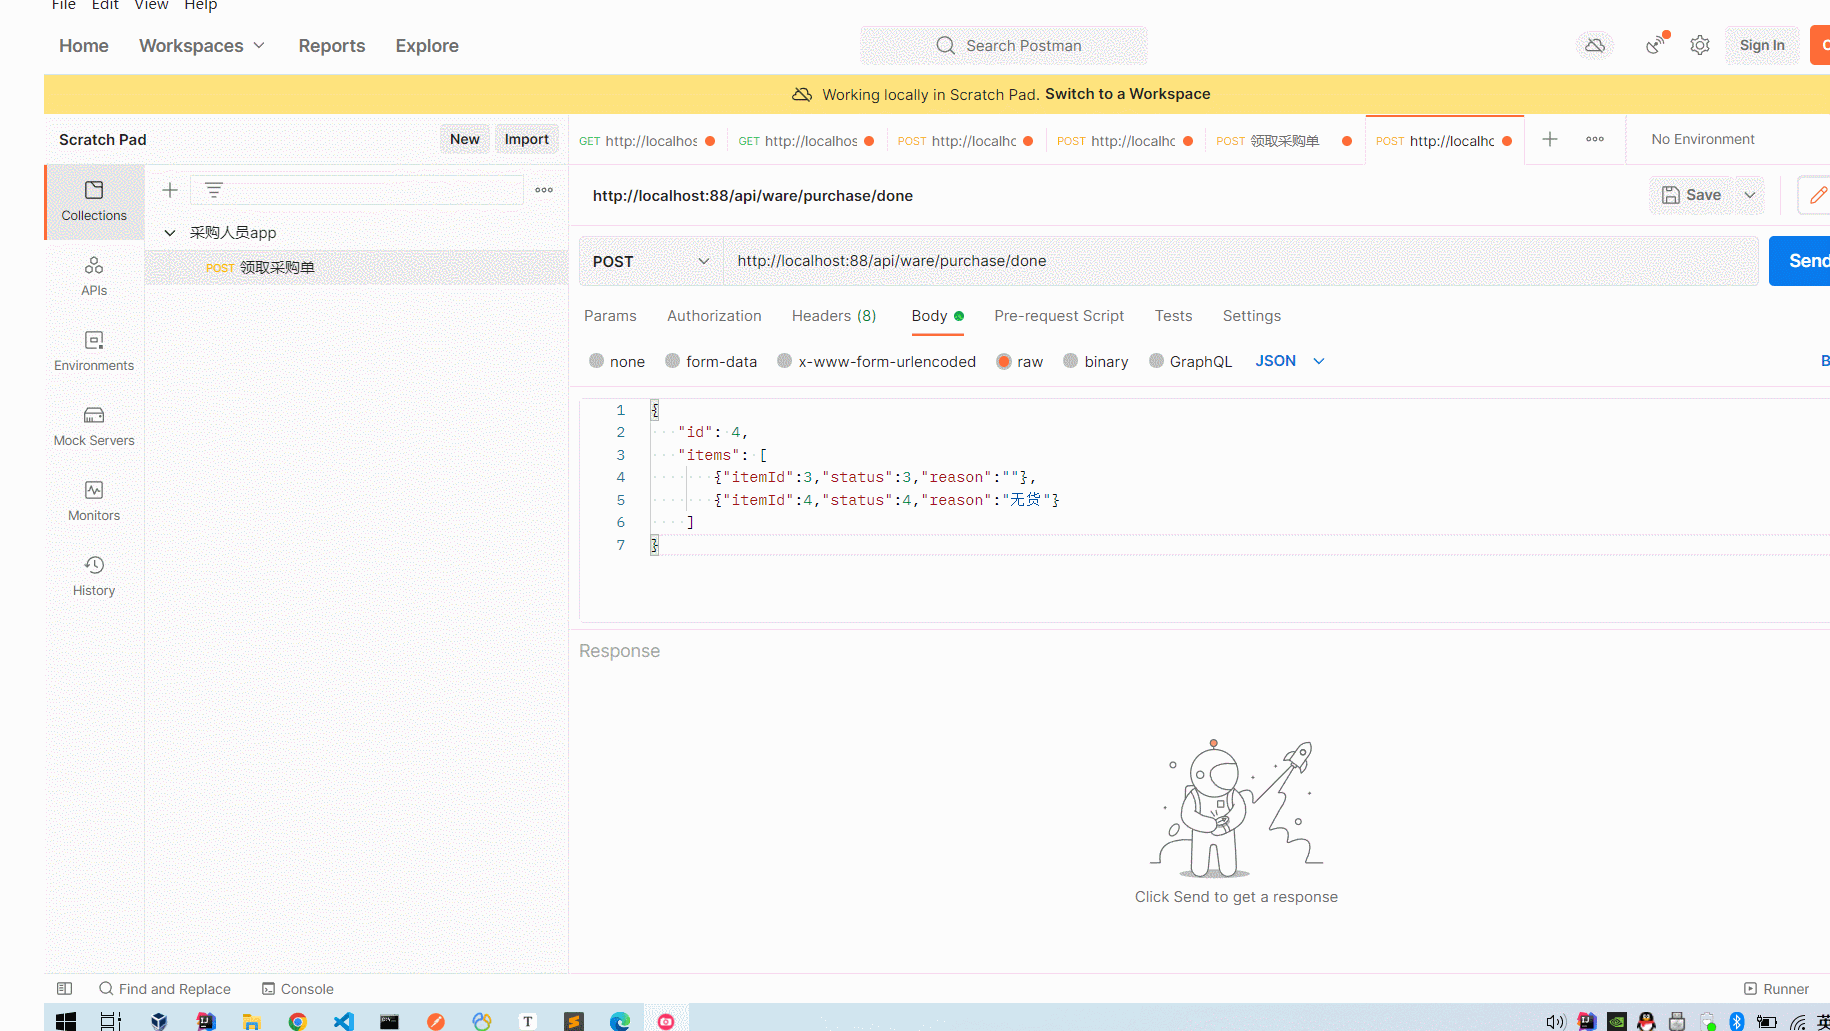 File Edit View Help
Home Workspaces Reports Explore Search Postman Sign In
Working locally in Scratch Pad. Switch to a Workspace
Scratch Pad New Import GET http://localhos GET http://localhos POST http://localhc POST http://localhc POST 领取采购单 POST http://localhc No Environment
http://localhost:88/api/ware/purchase/done Save
Collections
采购人员app
POST 领取采购单
POST http://localhost:88/api/ware/purchase/done Send
APIs
Params Authorization Headers (8) Body Pre-request Script Tests Settings
Environments
none form-data x-www-form-urlencoded raw binary GraphQL JSON B
Mock Servers
Monitors
History
1 {
2 "id": 4,
3 "items": [
4 {"itemId":3,"status":3,"reason":""},
5 {"itemId":4,"status":4,"reason":"无货"}
6 ]
7 }
Response
Click Send to get a response
Find and Replace Console Runner
英